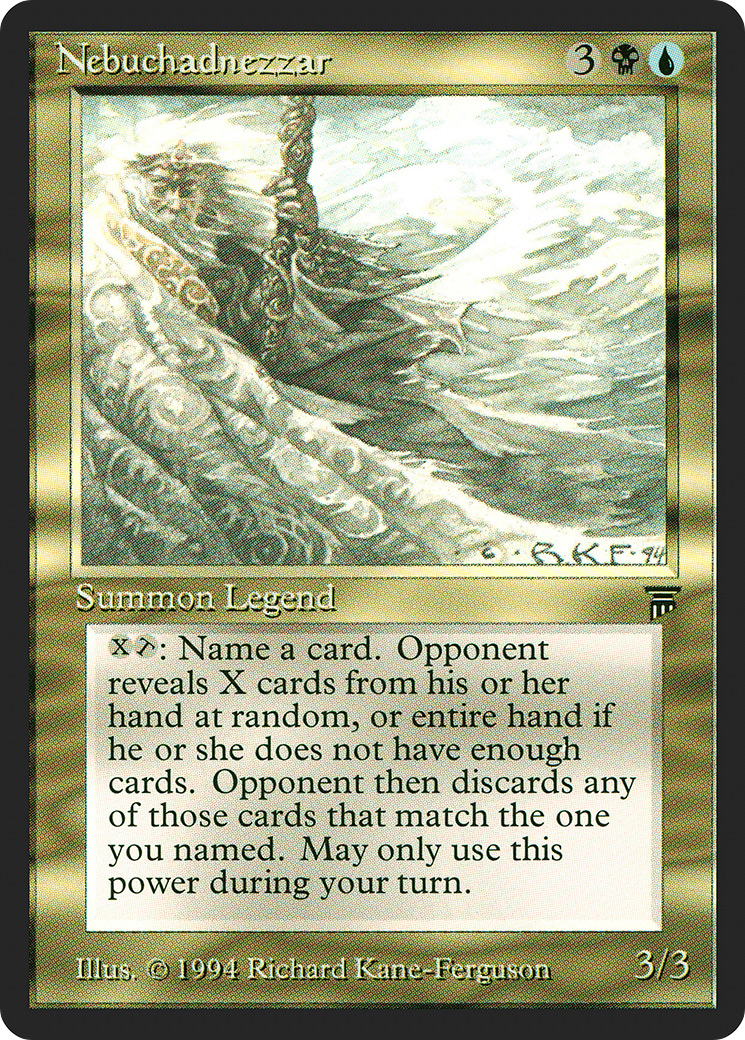 Nebuchadnezzar 3
R.K.F. 94
Summon Legend
X: Name a card. Opponent
reveals X cards from his or her
hand at random, or entire hand if
he or she does not have enough
cards. Opponent then discards any
of those cards that match the one
you named. May only use this
power during your turn.
Illus. © 1994 Richard Kane-Ferguson 3/3